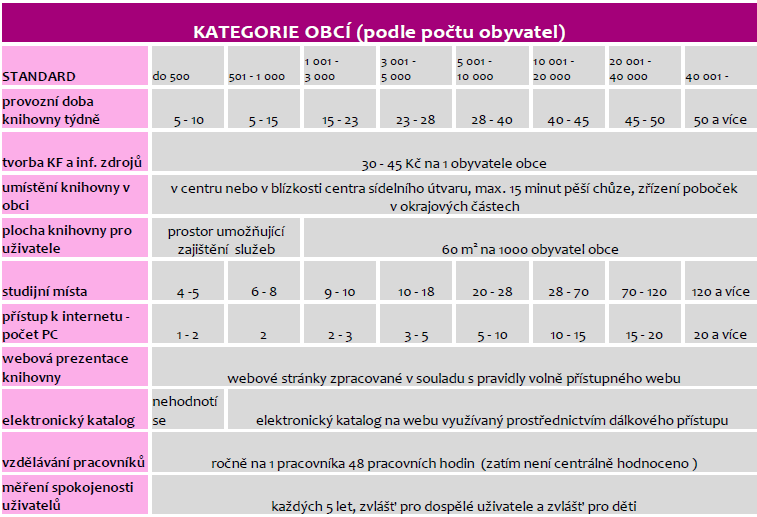 KATEGORIE OBCÍ (podle počtu obyvatel)
STANDARD do 500 501 - 1 000 1 001 - 3 000 3 001 - 5 000 5 001 - 10 000 10 001 - 20 000 20 001 - 40 000 40 001 -
provozní doba
knihovny týdně 5 - 10 5 - 15 15 - 23 23 - 28 28 - 40 40 - 45 45 - 50 50 a více
tvorba KF a inf. zdrojů 30 - 45 Kč na 1 obyvatele obce
umístění knihovny v
obci
v centru nebo v blízkosti centra sídelního útvaru, max. 15 minut pěší chůze, zřízení poboček
v okrajových částech
plocha knihovny pro
uživatele
prostor umožňující
zajištění služeb
60 m² na 1000 obyvatel obce
studijní místa 4 -5 6 - 8 9 - 10 10 - 18 20 - 28 28 - 70 70 - 120 120 a více
přístup k internetu -
počet PC 1 - 2 2 2 - 3 3 - 5 5 - 10 10 - 15 15 - 20 20 a více
webová prezentace
knihovny
webové stránky zpracované v souladu s pravidly volně přístupného webu
elektronický katalog
nehodnotí
se
elektronický katalog na webu využívaný prostřednictvím dálkového přístupu
vzdělávání pracovníků ročně na 1 pracovníka 48 pracovních hodin (zatím není centrálně hodnoceno )
měření spokojenosti
uživatelů
každých 5 let, zvlášť pro dospělé uživatele a zvlášť pro děti